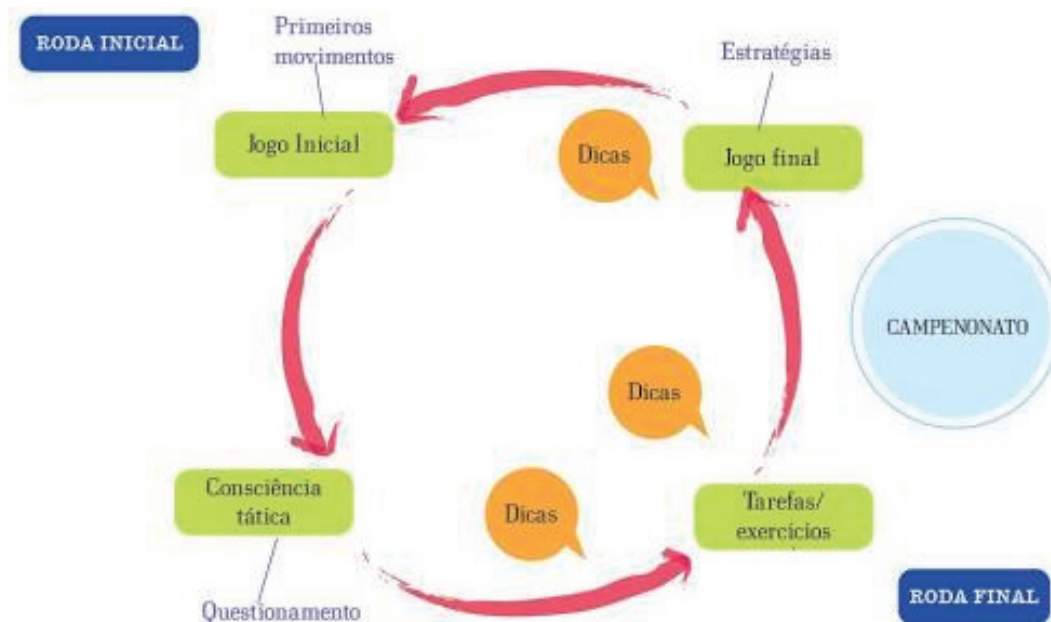 RODA INICIAL
Primeiros
movimentos
Estratégias
Jogo Inicial
Dicas
Jogo final
CAMPENONATO
Dicas
Consciência
tática
Dicas
Tarefas/
exercícios
Questionamento
RODA FINAL